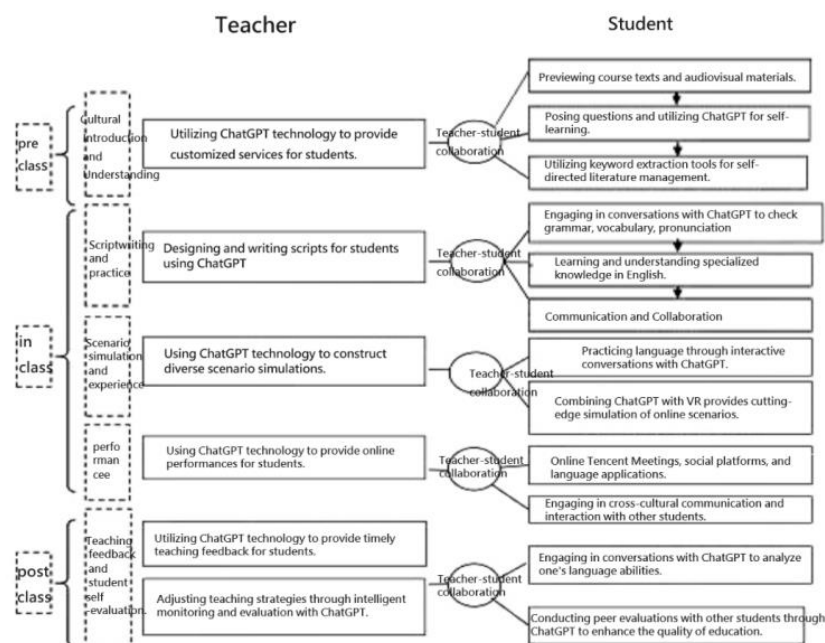 Teacher
Student
pre
class
Cultural
Introduction
and
Understanding
Utilizing ChatGPT technology to provide
customized services for students.
Teacher-student
collaboration
Previewing course texts and audiovisual materials.
Posing questions and utilizing ChatGPT for self-
learning.
Utilizing keyword extraction tools for self-
directed literature management.
in
class
Scriptwriting
and
practice
Designing and writing scripts for students
using ChatGPT
Teacher-student
collaboration
Engaging in conversations with ChatGPT to check
grammar, vocabulary, pronunciation
Learning and understanding specialized
knowledge in English.
Communication and Collaboration
Scenario
simulation
and
experience
Using ChatGPT technology to construct
diverse scenario simulations.
Teacher-student
collaboration
Practicing language through interactive
conversations with ChatGPT.
Combining ChatGPT with VR provides cutting-
edge simulation of online scenarios.
perfo
rman
cee
Using ChatGPT technology to provide online
performances for students.
Teacher-student
collaboration
Online Tencent Meetings, social platforms, and
language applications.
Engaging in cross-cultural communication and
interaction with other students.
post
class
Teaching
feedback
and
student
self
-evaluation.
Utilizing ChatGPT technology to provide timely
teaching feedback for students.
Adjusting teaching strategies through intelligent
monitoring and evaluation with ChatGPT.
Teacher-student
collaboration
Engaging in conversations with ChatGPT to analyze
one's language abilities.
Conducting peer evaluations with other students through
ChatGPT to enhance the quality of education.